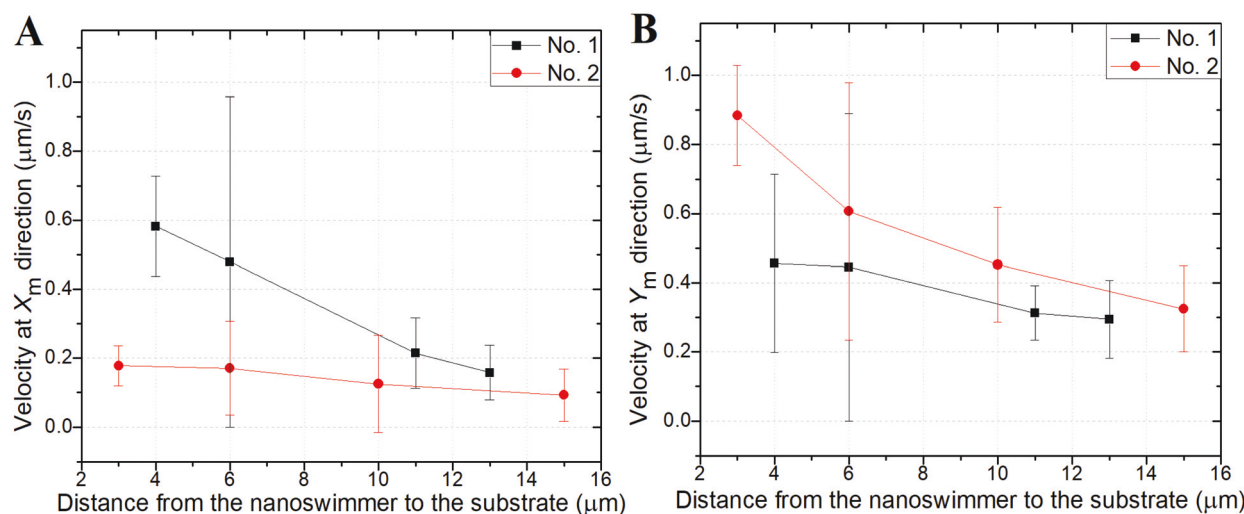 A
No. 1
No. 2
Velocity at Xm direction (μm/s)
1.0
0.8
0.6
0.4
0.2
0.0
2 4 6 8 10 12 14 16
Distance from the nanoswimmer to the substrate (μm)
B
No. 1
No. 2
Velocity at Ym direction (μm/s)
1.0
0.8
0.6
0.4
0.2
0.0
2 4 6 8 10 12 14 16
Distance from the nanoswimmer to the substrate (μm)